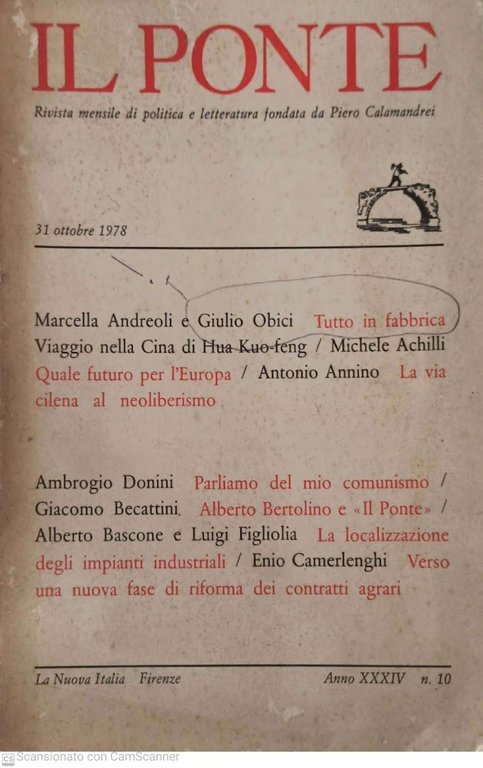 IL PONTE
Rivista mensile di politica e letteratura fondata da Piero Calamandrei
31 ottobre 1978
Marcella Andreoli e Giulio Obici Tutto in fabbrica
Viaggio nella Cina di Hua Kuo-feng / Michele Achilli
Quale futuro per l'Europa / Antonio Annino La via
cilena al neoliberismo
Ambrogio Donini Parliamo del mio comunismo /
Giacomo Becattini, Alberto Bertolino e «Il Ponte» /
Alberto Bascone e Luigi Figliolia La localizzazione
degli impianti industriali / Enio Camerlenghi Verso
una nuova fase di riforma dei contratti agrari
La Nuova Italia Firenze Anno XXXIV n. 10
CS Scansionato con CamScanner